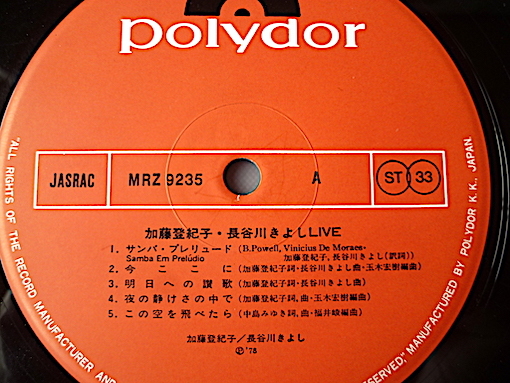 polydor
JASRAC MRZ 9235 A ST 33
加藤登紀子・長谷川きよしLIVE
1. サンバ・プレリュード (B.Powell, Vinicius De Moraes・
Samba Em Prelúdio 加藤登紀子、長谷川きよし(訳詞))
2. 今ここに (加藤登紀子詞・長谷川きよし曲・玉木宏樹編曲)
3. 明日への讃歌 (加藤登紀子詞・長谷川きよし曲)
4. 夜の静けさの中で (加藤登紀子詞、曲・玉木宏樹編曲)
5. この空を飛べたら (中島みゆき詞、曲・福井峻編曲)
加藤登紀子／長谷川きよし
℗'78
"ALL RIGHTS OF THE RECORD MANUFACTURER AND
RESERVED," MANUFACTURED BY POLYDOR K. K., JAPAN.